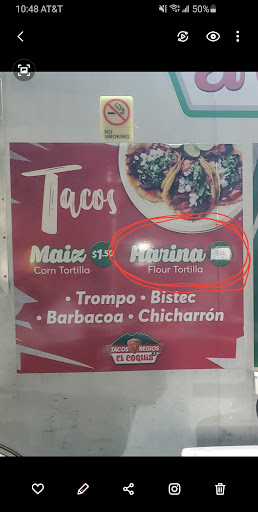 10:48 AT&T
50%
NO
SMOKING
Tacos
Maiz $1.50
Corn Tortilla
Harina
Flour Tortilla
• Trompo • Bistec
• Barbacoa • Chicharrón
TACOS REGIOS
EL COQUIS